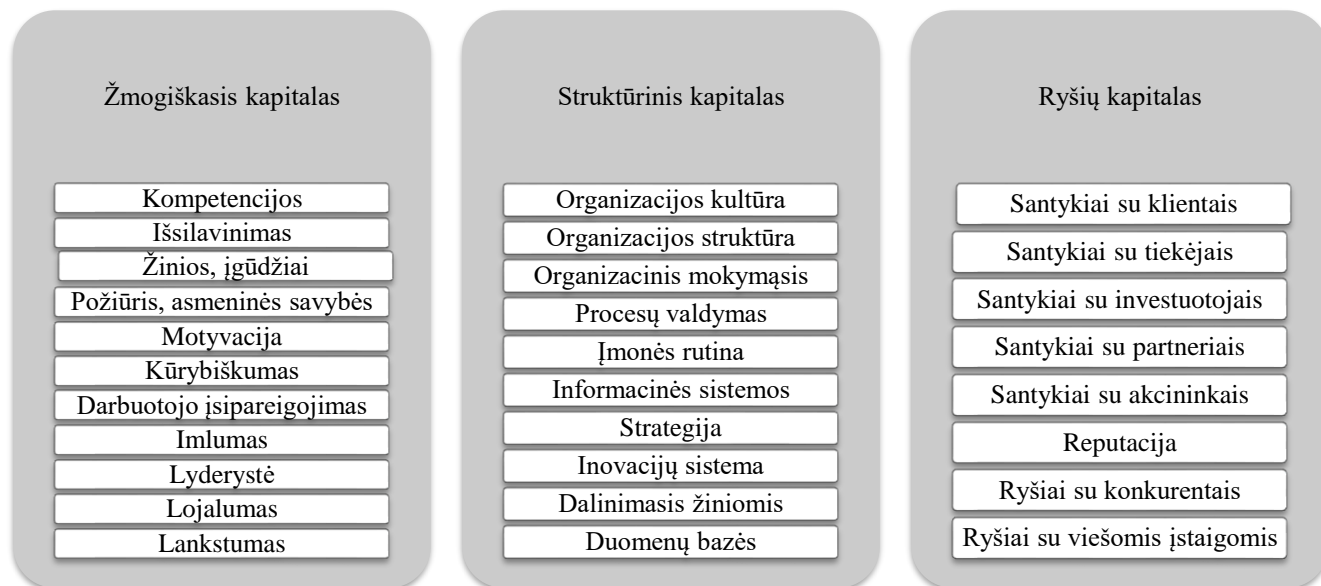 Žmogiškasis kapitalas
Kompetencijos
Išsilavinimas
Žinios, įgūdžiai
Požiūris, asmeninės savybės
Motyvacija
Kūrybiškumas
Darbuotojo įsipareigojimas
Imlumas
Lyderystė
Lojalumas
Lankstumas
Struktūrinis kapitalas
Organizacijos kultūra
Organizacijos struktūra
Organizacinis mokymąsis
Procesų valdymas
Įmonės rutina
Informacinės sistemos
Strategija
Inovacijų sistema
Dalinimasis žiniomis
Duomenų bazės
Ryšių kapitalas
Santykiai su klientais
Santykiai su tiekėjais
Santykiai su investuotojais
Santykiai su partneriais
Santykiai su akcininkais
Reputacija
Ryšiai su konkurentais
Ryšiai su viešomis įstaigomis